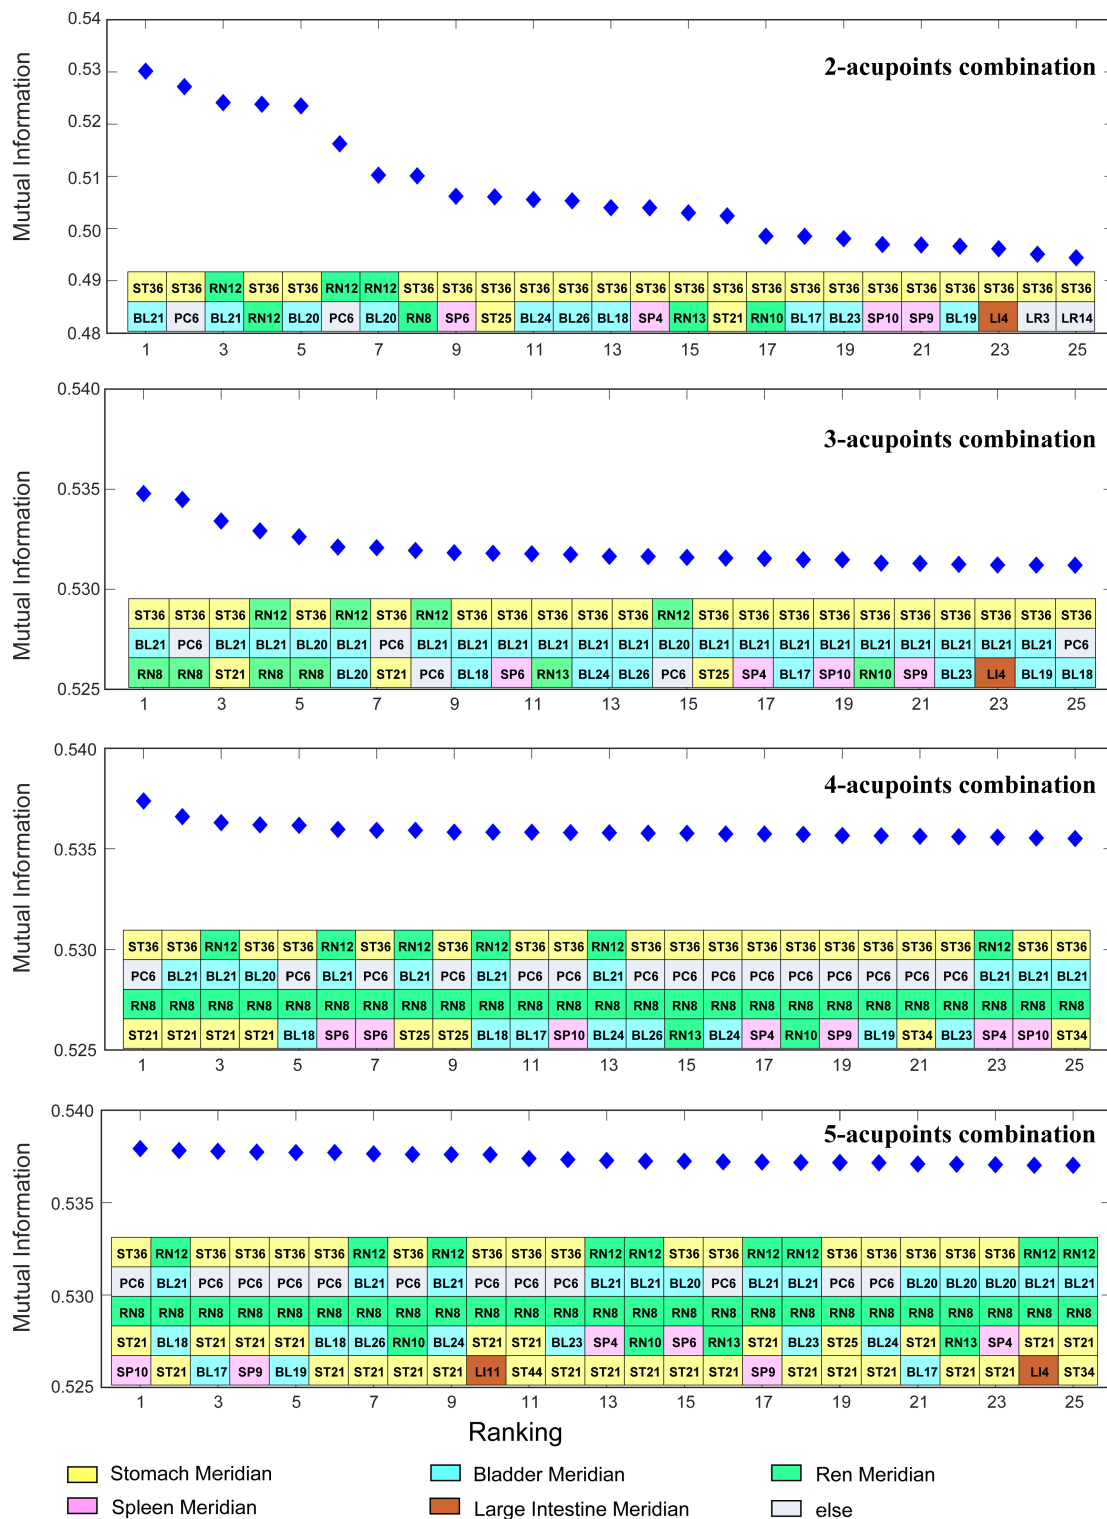 2-acupoints combination
Mutual Information
0.54
0.53
0.52
0.51
0.50
0.49
0.48
ST36 ST36 RN12 ST36 ST36 RN12 RN12 ST36 ST36 ST36 ST36 ST36 ST36 ST36 ST36 ST36 ST36 ST36 ST36 ST36 ST36 ST36 ST36 ST36 ST36
BL21 PC6 BL21 RN12 BL20 PC6 BL20 RN8 SP6 ST25 BL24 BL26 BL18 SP4 RN13 ST21 RN10 BL17 BL23 SP10 SP9 BL19 LI4 LR3 LR14
1 3 5 7 9 11 13 15 17 19 21 23 25
3-acupoints combination
Mutual Information
0.540
0.535
0.530
0.525
ST36 ST36 ST36 RN12 ST36 RN12 ST36 RN12 ST36 ST36 ST36 ST36 ST36 RN12 ST36 ST36 ST36 ST36 ST36 ST36 ST36 ST36 ST36 ST36 ST36
BL21 PC6 BL21 BL21 BL20 BL21 PC6 BL21 BL21 BL21 BL21 BL21 BL21 BL20 BL21 BL21 BL21 BL21 BL21 BL21 BL21 BL21 BL21 BL21 PC6
RN8 RN8 ST21 RN8 RN8 BL20 ST21 PC6 BL18 SP6 RN13 BL24 BL26 PC6 ST25 SP4 BL17 SP10 RN10 SP9 BL23 LI4 BL19 BL18
1 3 5 7 9 11 13 15 17 19 21 23 25
4-acupoints combination
Mutual Information
0.540
0.535
0.530
0.525
ST36 ST36 RN12 ST36 ST36 RN12 ST36 RN12 ST36 RN12 ST36 ST36 RN12 ST36 ST36 ST36 ST36 ST36 ST36 ST36 ST36 ST36 RN12 ST36 ST36
PC6 BL21 BL21 BL20 PC6 BL21 PC6 BL21 PC6 BL21 PC6 PC6 BL21 PC6 PC6 PC6 PC6 PC6 PC6 PC6 PC6 PC6 BL21 BL21 BL21
RN8 RN8 RN8 RN8 RN8 RN8 RN8 RN8 RN8 RN8 RN8 RN8 RN8 RN8 RN8 RN8 RN8 RN8 RN8 RN8 RN8 RN8 RN8 RN8 RN8
ST21 ST21 ST21 ST21 BL18 SP6 SP6 ST25 ST25 BL18 BL17 SP10 BL24 BL26 RN13 BL24 SP4 RN10 SP9 BL19 ST34 BL23 SP4 SP10 ST34
1 3 5 7 9 11 13 15 17 19 21 23 25
5-acupoints combination
Mutual Information
0.540
0.535
0.530
0.525
ST36 RN12 ST36 ST36 ST36 ST36 RN12 ST36 RN12 ST36 ST36 ST36 RN12 RN12 ST36 ST36 RN12 RN12 ST36 ST36 ST36 ST36 ST36 RN12 RN12
PC6 BL21 PC6 PC6 PC6 PC6 BL21 PC6 BL21 PC6 PC6 PC6 BL21 BL21 BL20 PC6 BL21 BL21 PC6 PC6 BL20 BL20 BL20 BL21 BL21
RN8 RN8 RN8 RN8 RN8 RN8 RN8 RN8 RN8 RN8 RN8 RN8 RN8 RN8 RN8 RN8 RN8 RN8 RN8 RN8 RN8 RN8 RN8 RN8 RN8
ST21 BL18 ST21 ST21 ST21 BL18 BL26 RN10 BL24 ST21 ST21 BL23 SP4 RN10 SP6 RN13 ST21 BL23 ST25 BL24 ST21 RN13 SP4 ST21 ST21
SP10 ST21 BL17 SP9 BL19 ST21 ST21 ST21 ST21 LI11 ST44 ST21 ST21 ST21 ST21 ST21 SP9 ST21 ST21 ST21 BL17 ST21 ST21 LI4 ST34
1 3 5 7 9 11 13 15 17 19 21 23 25
Ranking
Stomach Meridian Bladder Meridian Ren Meridian
Spleen Meridian Large Intestine Meridian else